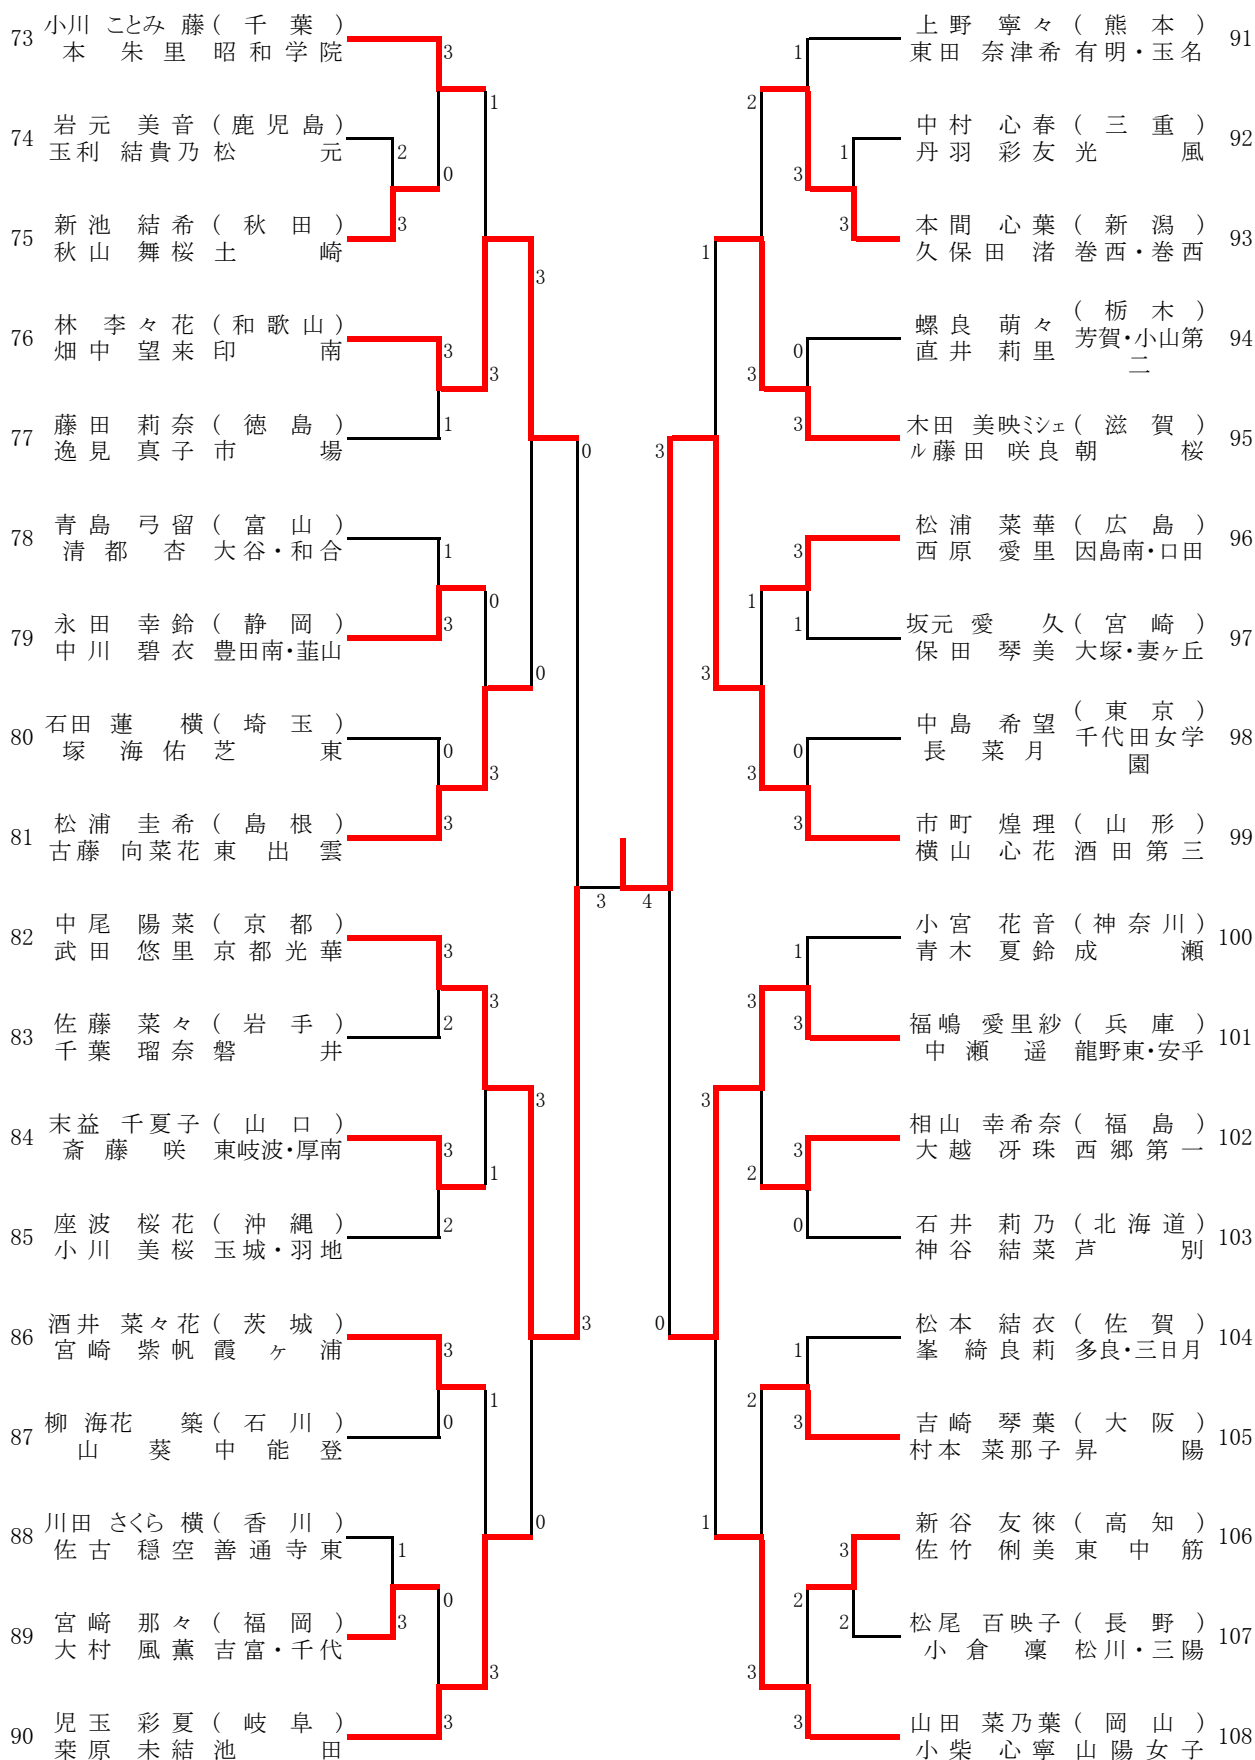 73 小川 ことみ 藤 ( 千 葉 )
本 朱 里 昭和学院
74 岩元 美音 ( 鹿児島 )
玉利 結貴乃 松 元
75 新池 結希 ( 秋 田 )
秋山 舞桜 土 崎
76 林 李々花 ( 和歌山 )
畑中 望来 印 南
77 藤田 莉奈 ( 徳 島 )
逸見 真子 市 場
78 青島 弓留 ( 富 山 )
清都 杏 大谷・和合
79 永田 幸鈴 ( 静 岡 )
中川 碧衣 豊田南・韮山
80 石田 蓮 横 ( 埼 玉 )
塚 海佑 芝 東
81 松浦 圭希 ( 島 根 )
古藤 向菜花 東出雲
82 中尾 陽菜 ( 京 都 )
武田 悠里 京都光華
83 佐藤 菜々 ( 岩 手 )
千葉 瑠奈 磐 井
84 末益 千夏子 ( 山 口 )
斎藤 咲 東岐波・厚南
85 座波 桜花 ( 沖 縄 )
小川 美桜 玉城・羽地
86 酒井 菜々花 ( 茨 城 )
宮崎 紫帆 霞ヶ浦
87 柳 海花 築 ( 石 川 )
山 葵 中能登
88 川田 さくら 横 ( 香 川 )
佐古 穏空 善通寺東
89 宮﨑 那々 ( 福 岡 )
大村 風薫 吉富・千代
90 児玉 彩夏 ( 岐 阜 )
桒原 未結 池 田
3
1
2
0
3
3
3
3
1
0
1
0
3
0
0
3
3
3
3
2
3
3
1
2
3
3
1
0
0
1
0
3
3
3
3 4
上野 寧々 ( 熊 本 ) 91
東田 奈津希 有明・玉名
中村 心春 ( 三 重 ) 92
丹羽 彩友 光 風
本間 心葉 ( 新 潟 ) 93
久保田 渚 巻西・巻西
螺良 萌々 ( 栃 木 ) 94
直井 莉里 芳賀・小山第
二
木田 美映ミシェ ( 滋 賀 ) 95
ル藤田 咲良 朝 桜
松浦 菜華 ( 広 島 ) 96
西原 愛里 因島南・口田
坂元 愛 久 ( 宮 崎 ) 97
保田 琴美 大塚・妻ヶ丘
中島 希望 ( 東 京 ) 98
長 菜月 千代田女学
園
市町 煌理 ( 山 形 ) 99
横山 心花 酒田第三
小宮 花音 ( 神奈川 ) 100
青木 夏鈴 成 瀬
福嶋 愛里紗 ( 兵 庫 ) 101
中瀬 遥 龍野東・安乎
相山 幸希奈 ( 福 島 ) 102
大越 冴珠 西郷第一
石井 莉乃 ( 北海道 ) 103
神谷 結菜 芦 別
松本 結衣 ( 佐 賀 ) 104
峯 綺良莉 多良・三日月
吉崎 琴葉 ( 大 阪 ) 105
村本 菜那子 昇 陽
新谷 友徠 ( 高 知 ) 106
佐竹 俐美 東中筋
松尾 百映子 ( 長 野 ) 107
小倉 凜 松川・三陽
山田 菜乃葉 ( 岡 山 ) 108
小柴 心寧 山陽女子
1
2
1
3
3
1
0
3
3
3
3
1
1
3
0
3
3
1
3
3
3
3
2
0
0
1
2
3
1
3
2
2
3
3